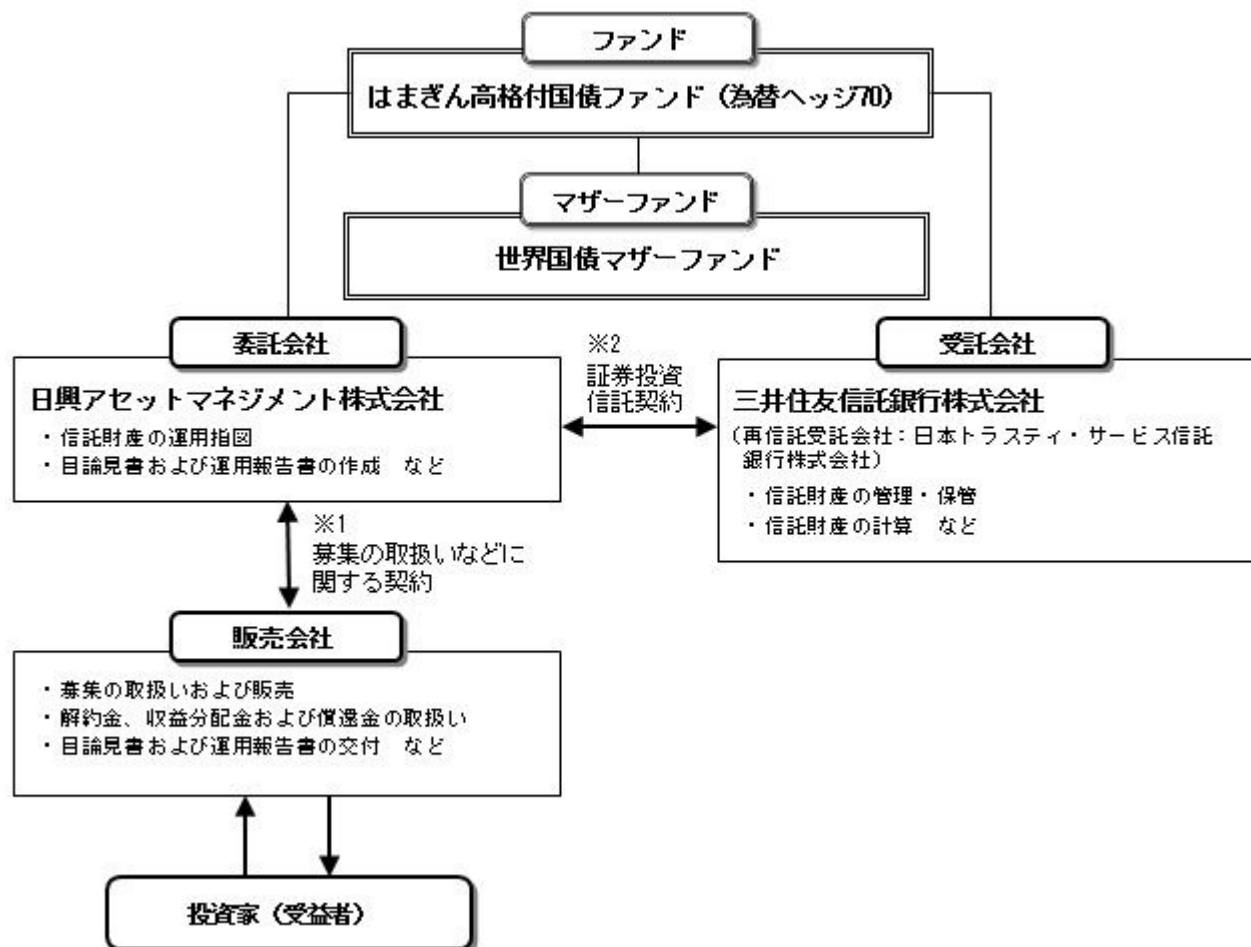 ファンド
はまぎん高格付国債ファンド（為替ヘッジ70）
マザーファンド
世界国債マザーファンド
委託会社
日興アセットマネジメント株式会社
・信託財産の運用指図
・目論見書および運用報告書の作成　など
※2
証券投資
信託契約
受託会社
三井住友信託銀行株式会社
（再信託受託会社：日本トラスティ・サービス信託
銀行株式会社）
・信託財産の管理・保管
・信託財産の計算　など
※1
募集の取扱いなどに
関する契約
販売会社
・募集の取扱いおよび販売
・解約金、収益分配金および償還金の取扱い
・目論見書および運用報告書の交付　など
投資家（受益者）